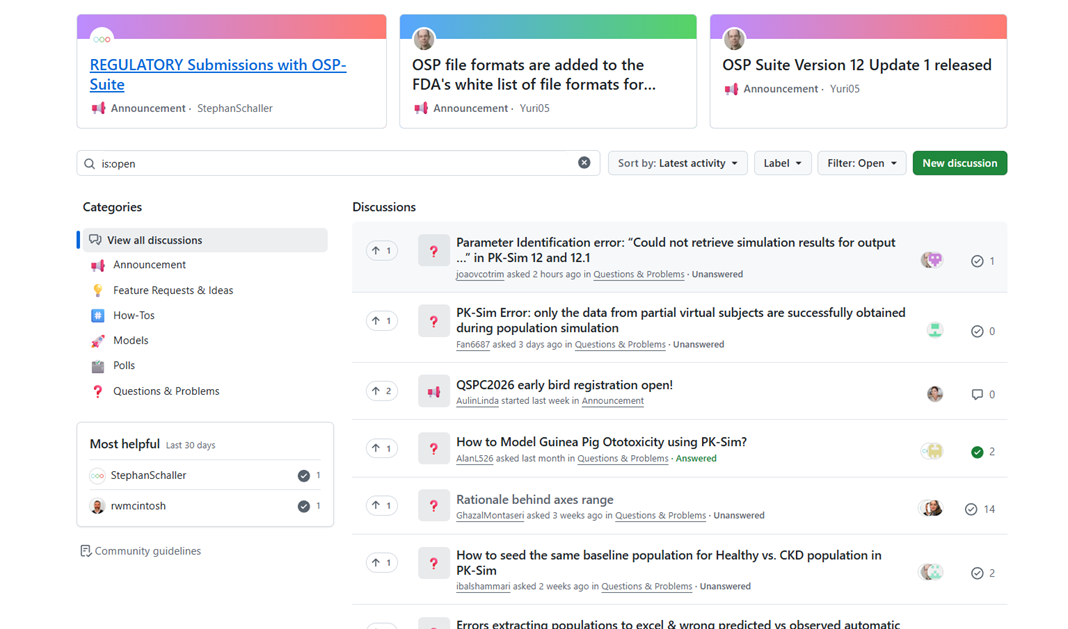 REGULATORY Submissions with OSP-
Suite
Announcement · StephanSchaller
OSP file formats are added to the
FDA's white list of file formats for...
Announcement · Yuri05
OSP Suite Version 12 Update 1 released
Announcement · Yuri05
is:open
Sort by: Latest activity
Label
Filter: Open
New discussion
Categories
View all discussions
Announcement
Feature Requests & Ideas
How-Tos
Models
Polls
Questions & Problems
Most helpful Last 30 days
StephanSchaller 1
rwmcintosh 1
Community guidelines
Discussions
1
Parameter Identification error: “Could not retrieve simulation results for output
…” in PK-Sim 12 and 12.1
joaovcotrim asked 2 hours ago in Questions & Problems · Unanswered
1
1
PK-Sim Error: only the data from partial virtual subjects are successfully obtained
during population simulation
Fan6687 asked 3 days ago in Questions & Problems · Unanswered
0
2
QSPC2026 early bird registration open!
AulinLinda started last week in Announcement
0
1
How to Model Guinea Pig Ototoxicity using PK-Sim?
AlanL526 asked last month in Questions & Problems · Answered
2
1
Rationale behind axes range
GhazalMontaseri asked 3 weeks ago in Questions & Problems · Unanswered
14
1
How to seed the same baseline population for Healthy vs. CKD population in
PK-Sim
ibalshammari asked 2 weeks ago in Questions & Problems · Unanswered
2
Errors extracting populations to excel & wrong predicted vs observed automatic